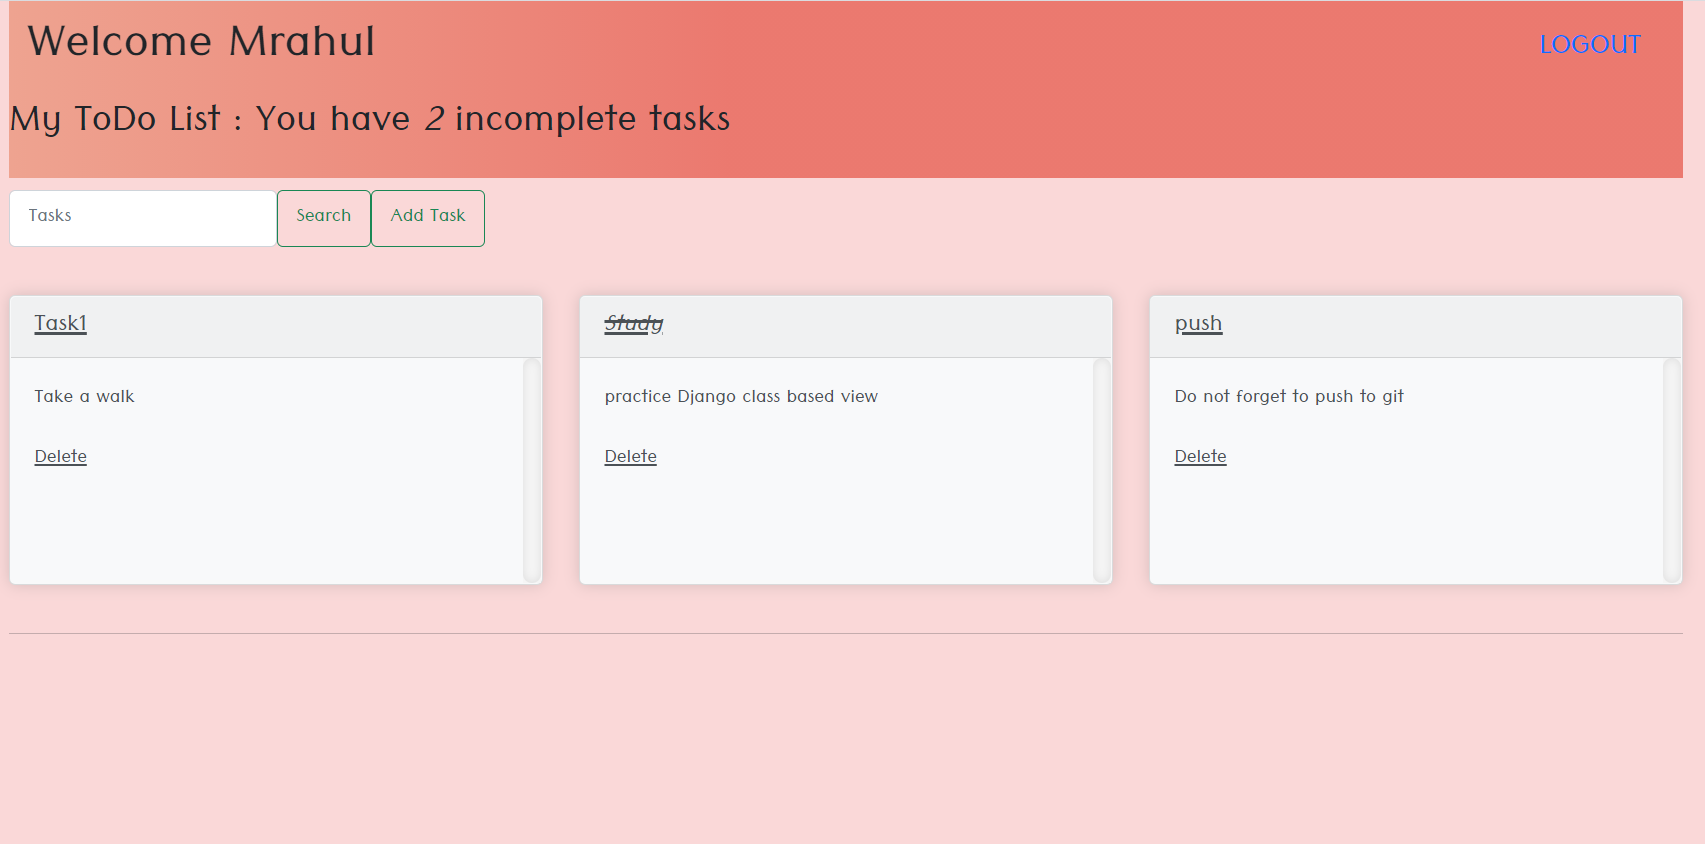 Welcome Mrahul
LOGOUT
My ToDo List : You have 2 incomplete tasks
Tasks
Search
Add Task
Task1
Take a walk
Delete
Study
practice Django class based view
Delete
push
Do not forget to push to git
Delete